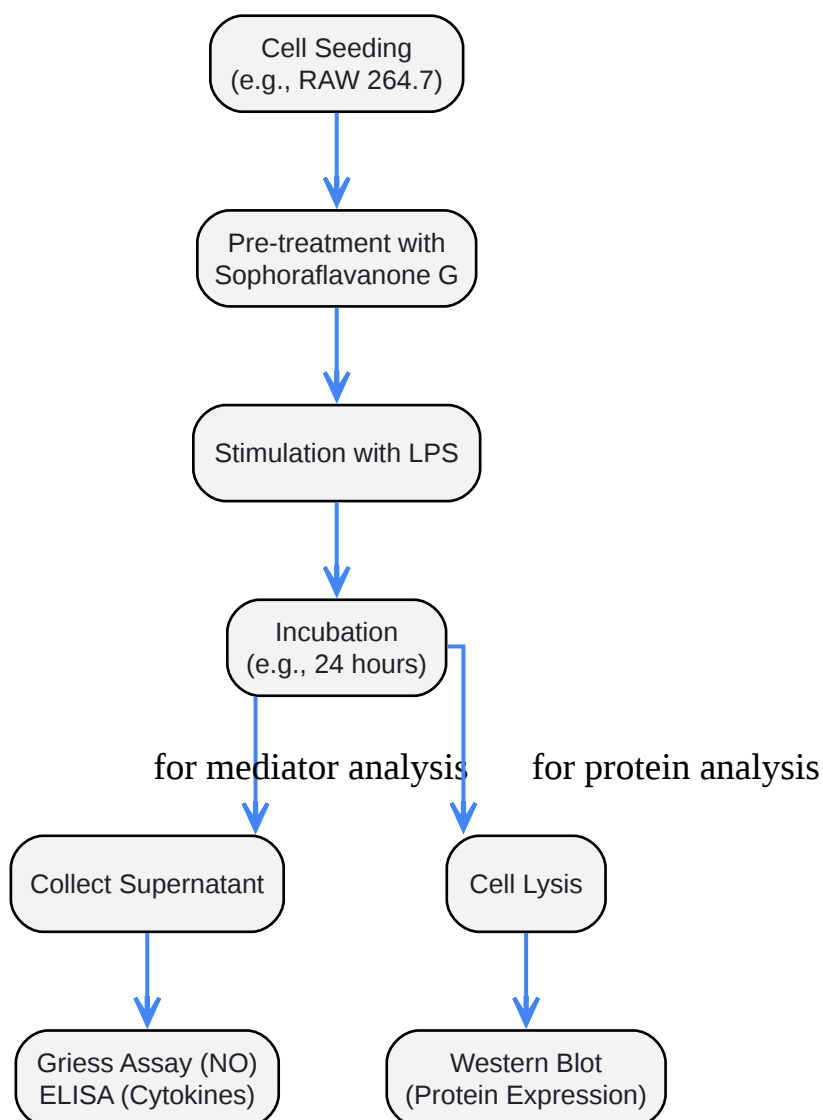 Cell Seeding
(e.g., RAW 264.7)
Pre-treatment with
Sophoraflavanone G
Stimulation with LPS
Incubation
(e.g., 24 hours)
for mediator analysis
for protein analysis
Collect Supernatant
Cell Lysis
Griess Assay (NO)
ELISA (Cytokines)
Western Blot
(Protein Expression)